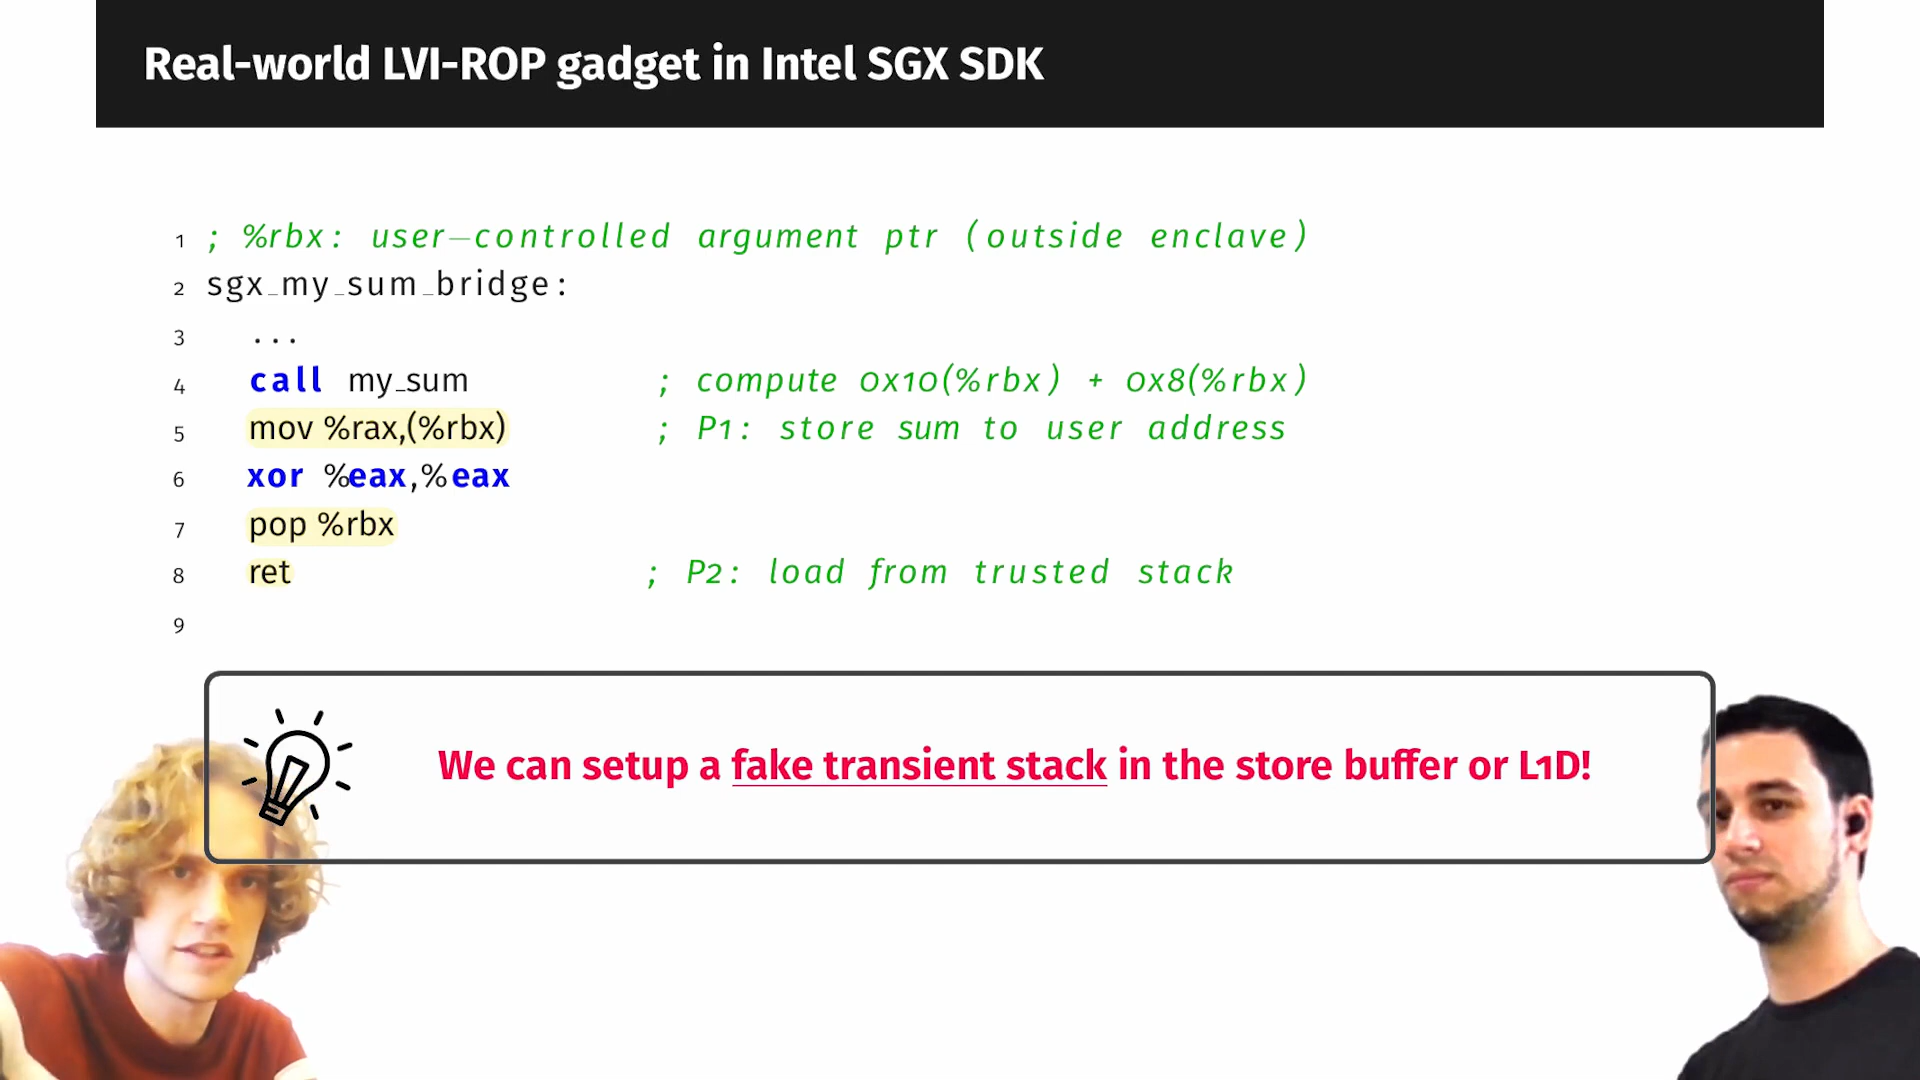 Real-world LVI-ROP gadget in Intel SGX SDK
1 ; %rbx: user-controlled argument ptr (outside enclave)
2 sgx_my_sum_bridge:
3 ...
4 call my_sum ; compute 0x10(%rbx) + 0x8(%rbx)
5 mov %rax,(%rbx) ; P1: store sum to user address
6 xor %eax,%eax
7 pop %rbx
8 ret ; P2: load from trusted stack
9
We can setup a fake transient stack in the store buffer or L1D!